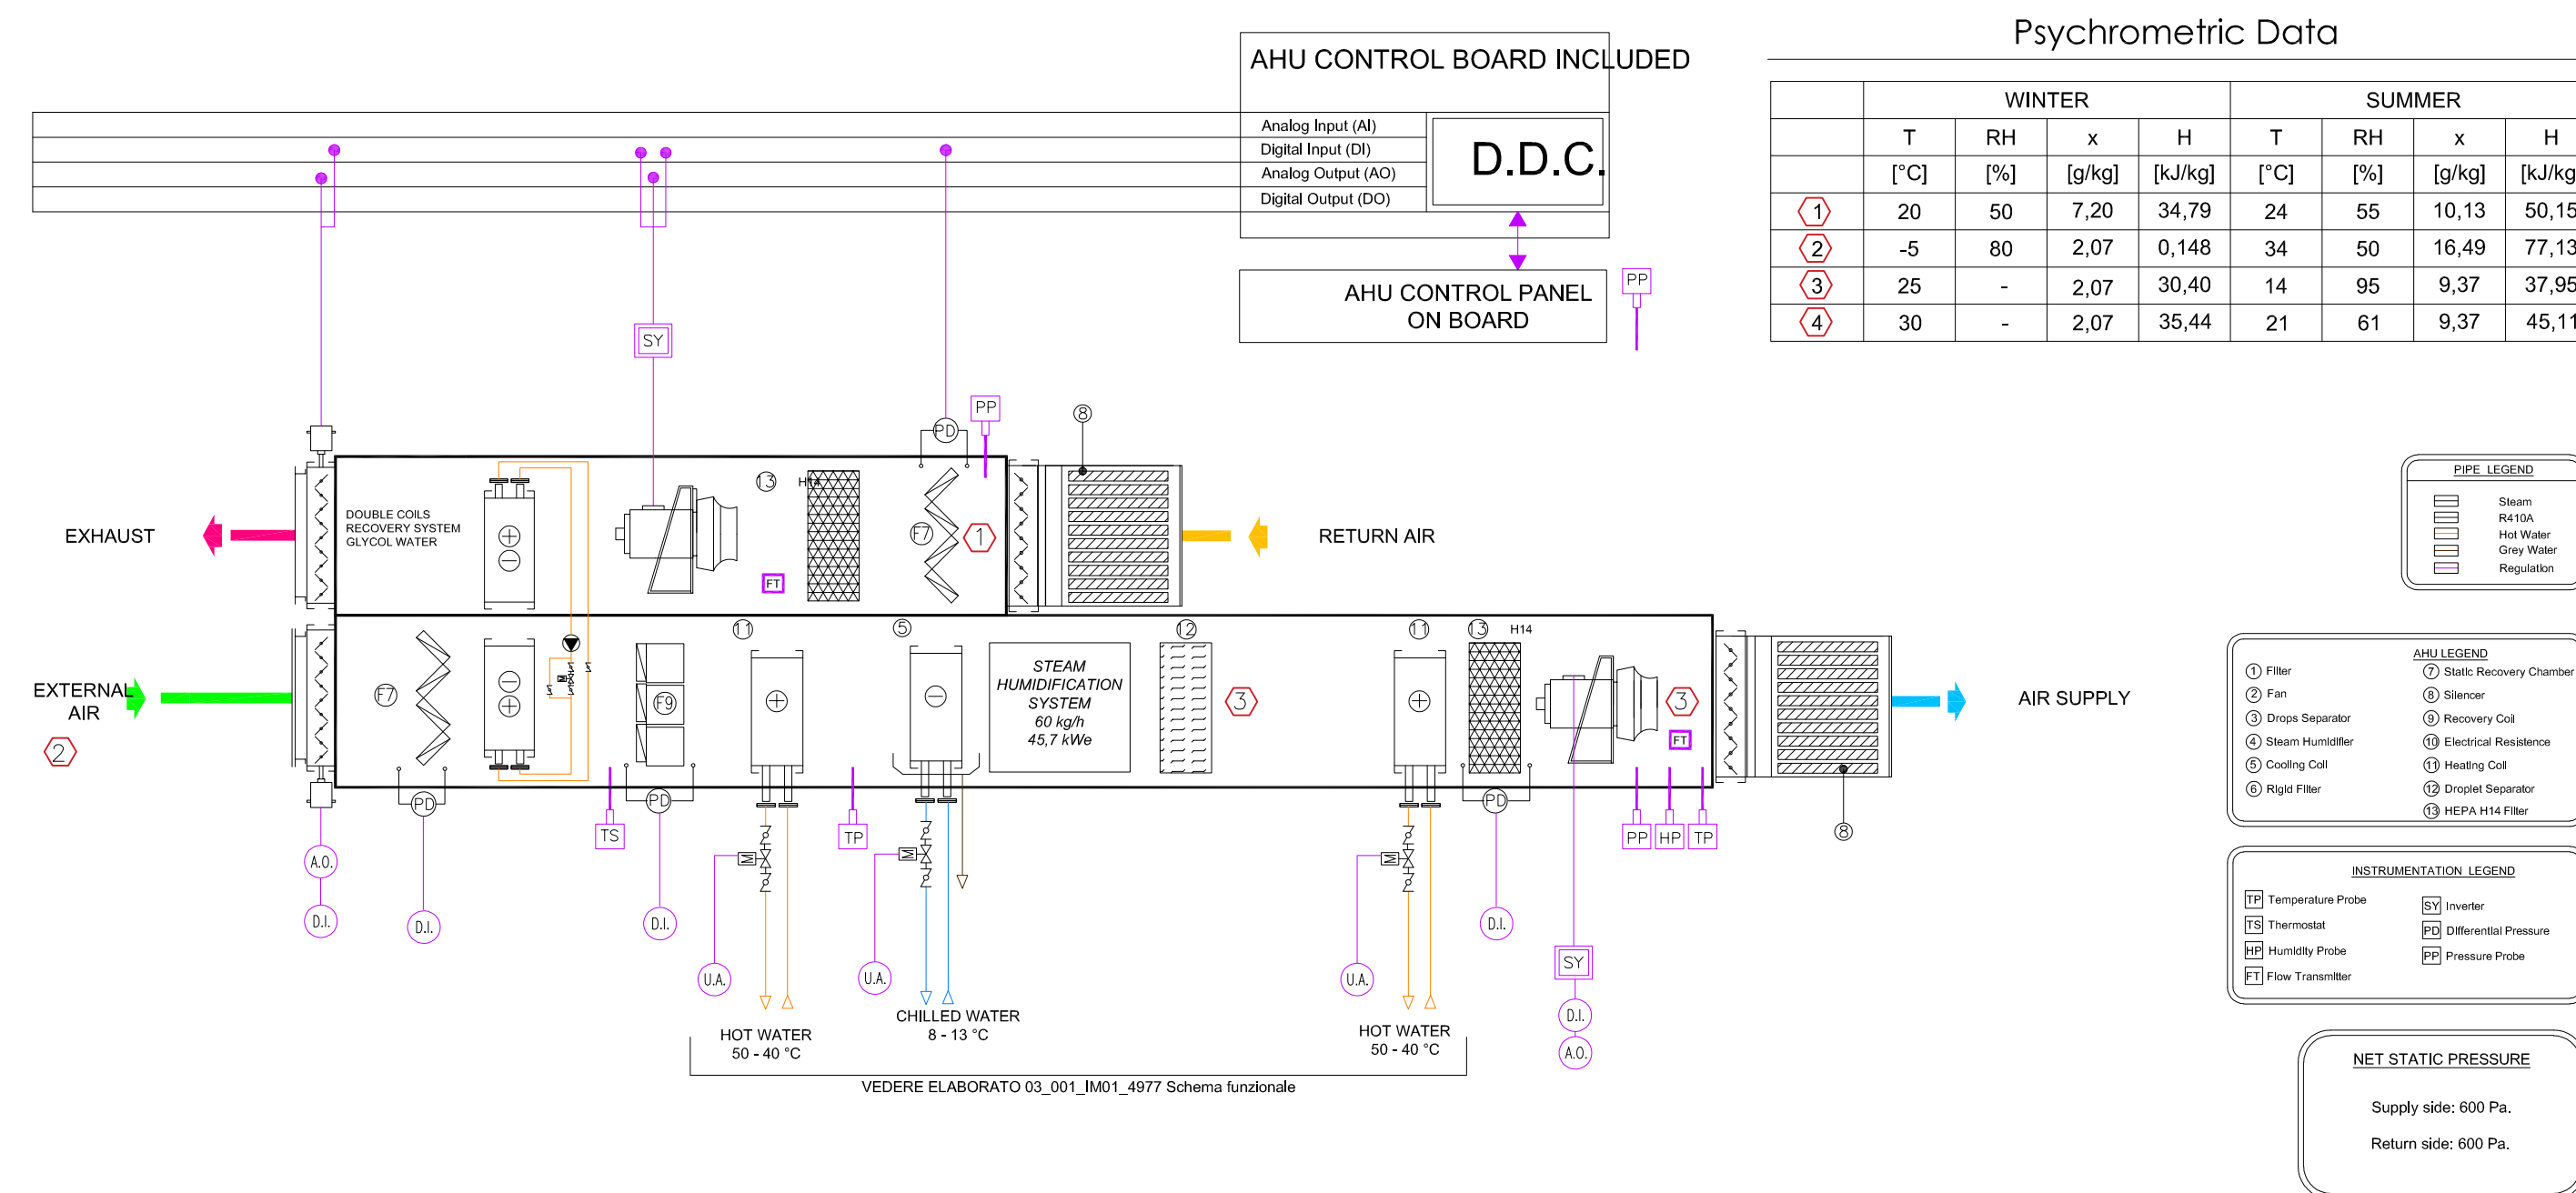 Psychrometric Data
AHU CONTROL BOARD INCLUDED
Analog Input (AI)
Digital Input (DI)
Analog Output (AO)
Digital Output (DO)
D.D.C.
AHU CONTROL PANEL
ON BOARD
PP
WINTER SUMMER
T RH x H T RH x H
[°C] [%] [g/kg] [kJ/kg] [°C] [%] [g/kg] [kJ/kg
1 20 50 7,20 34,79 24 55 10,13 50,15
2 -5 80 2,07 0,148 34 50 16,49 77,13
3 25 - 2,07 30,40 14 95 9,37 37,95
4 30 - 2,07 35,44 21 61 9,37 45,11
SY
PP
8
PD
13 H14
EXHAUST
DOUBLE COILS
RECOVERY SYSTEM
GLYCOL WATER
F7
1
RETURN AIR
FT
11
5
12
11
13 H14
EXTERNAL
AIR
2
F7
F9
STEAM
HUMIDIFICATION
SYSTEM
60 kg/h
45,7 kWe
3
3
FT
AIR SUPPLY
PD
TS
PD
TP
PD
PP HP TP
8
M
M
M
A.O.
D.I.
D.I.
D.I.
D.I.
U.A.
U.A.
U.A.
SY
D.I.
A.O.
HOT WATER
50 - 40 °C
CHILLED WATER
8 - 13 °C
HOT WATER
50 - 40 °C
VEDERE ELABORATO 03_001_IM01_4977 Schema funzionale
PIPE LEGEND
Steam
R410A
Hot Water
Grey Water
Regulation
AHU LEGEND
1 Filter
2 Fan
3 Drops Separator
4 Steam Humidifier
5 Cooling Coil
6 Rigid Filter
7 Static Recovery Chamber
8 Silencer
9 Recovery Coil
10 Electrical Resistence
11 Heating Coil
12 Droplet Separator
13 HEPA H14 Filter
INSTRUMENTATION LEGEND
TP Temperature Probe
TS Thermostat
HP Humidity Probe
FT Flow Transmitter
SY Inverter
PD Differential Pressure
PP Pressure Probe
NET STATIC PRESSURE
Supply side: 600 Pa.
Return side: 600 Pa.